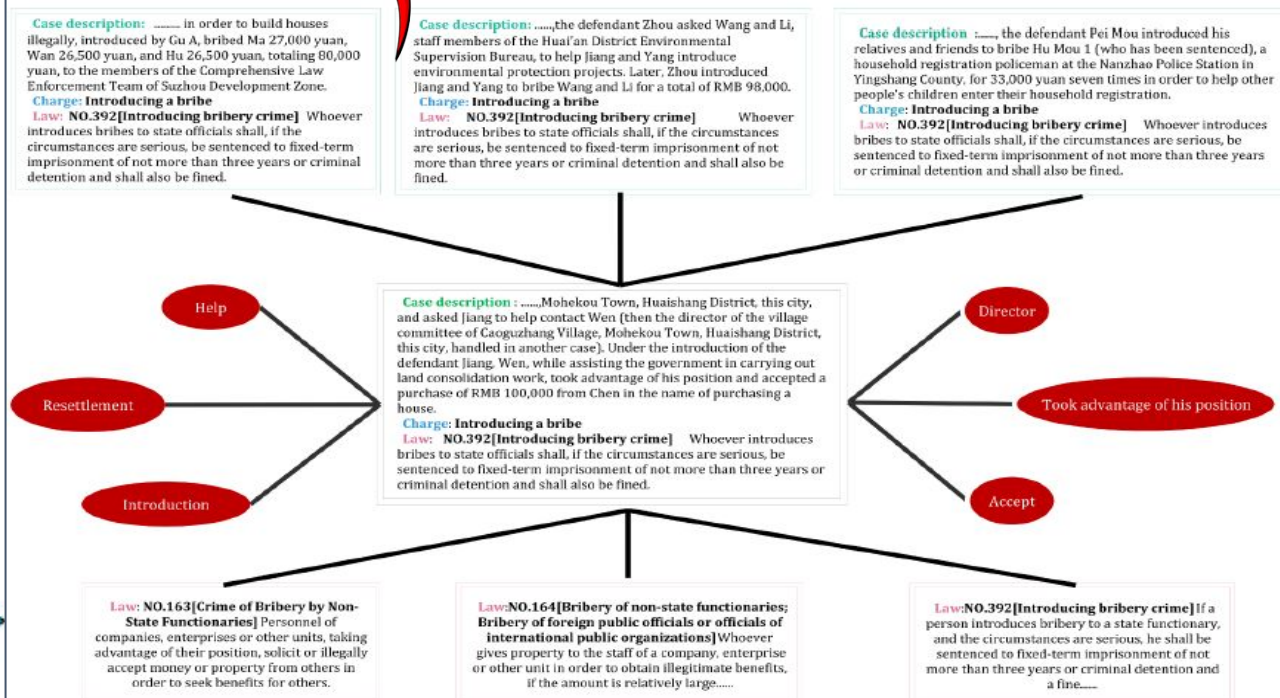 Case description: ......... in order to build houses
illegally, introduced by Gu A, bribed Ma 27,000 yuan,
Wan 26,500 yuan, and Hu 26,500 yuan, totaling 80,000
yuan, to the members of the Comprehensive Law
Enforcement Team of Suzhou Development Zone.
Charge: Introducing a bribe
Law: NO.392[Introducing bribery crime] Whoever
introduces bribes to state officials shall, if the
circumstances are serious, be sentenced to fixed-term
imprisonment of not more than three years or criminal
detention and shall also be fined.
Case description: ......,the defendant Zhou asked Wang and Li,
staff members of the Huai'an District Environmental
Supervision Bureau, to help Jiang and Yang introduce
environmental protection projects. Later, Zhou introduced
Jiang and Yang to bribe Wang and Li for a total of RMB 98,000.
Charge: Introducing a bribe
Law: NO.392[Introducing bribery crime] Whoever
introduces bribes to state officials shall, if the circumstances
are serious, be sentenced to fixed-term imprisonment of not
more than three years or criminal detention and shall also be
fined.
Case description :......, the defendant Pei Mou introduced his
relatives and friends to bribe Hu Mou 1 (who has been sentenced), a
household registration policeman at the Nanzhao Police Station in
Yingshang County, for 33,000 yuan seven times in order to help other
people's children enter their household registration.
Charge: Introducing a bribe
Law: NO.392[Introducing bribery crime] Whoever introduces
bribes to state officials shall, if the circumstances are serious, be
sentenced to fixed-term imprisonment of not more than three years
or criminal detention and shall also be fined.
Help
Resettlement
Introduction
Case description : ......,Mohekou Town, Huaishang District, this city,
and asked Jiang to help contact Wen (then the director of the village
committee of Caoguzhang Village, Mohekou Town, Huaishang District,
this city, handled in another case). Under the introduction of the
defendant Jiang, Wen, while assisting the government in carrying out
land consolidation work, took advantage of his position and accepted a
purchase of RMB 100,000 from Chen in the name of purchasing a
house.
Charge: Introducing a bribe
Law: NO.392[Introducing bribery crime] Whoever introduces
bribes to state officials shall, if the circumstances are serious, be
sentenced to fixed-term imprisonment of not more than three years or
criminal detention and shall also be fined.
Director
Took advantage of his position
Accept
Law: NO.163[Crime of Bribery by Non-
State Functionaries] Personnel of
companies, enterprises or other units, taking
advantage of their position, solicit or illegally
accept money or property from others in
order to seek benefits for others.
Law:NO.164[Bribery of non-state functionaries;
Bribery of foreign public officials or officials of
international public organizations]Whoever
gives property to the staff of a company, enterprise
or other unit in order to obtain illegitimate benefits,
if the amount is relatively large......
Law:NO.392[Introducing bribery crime]If a
person introduces bribery to a state functionary,
and the circumstances are serious, he shall be
sentenced to fixed-term imprisonment of not
more than three years or criminal detention and
a fine......